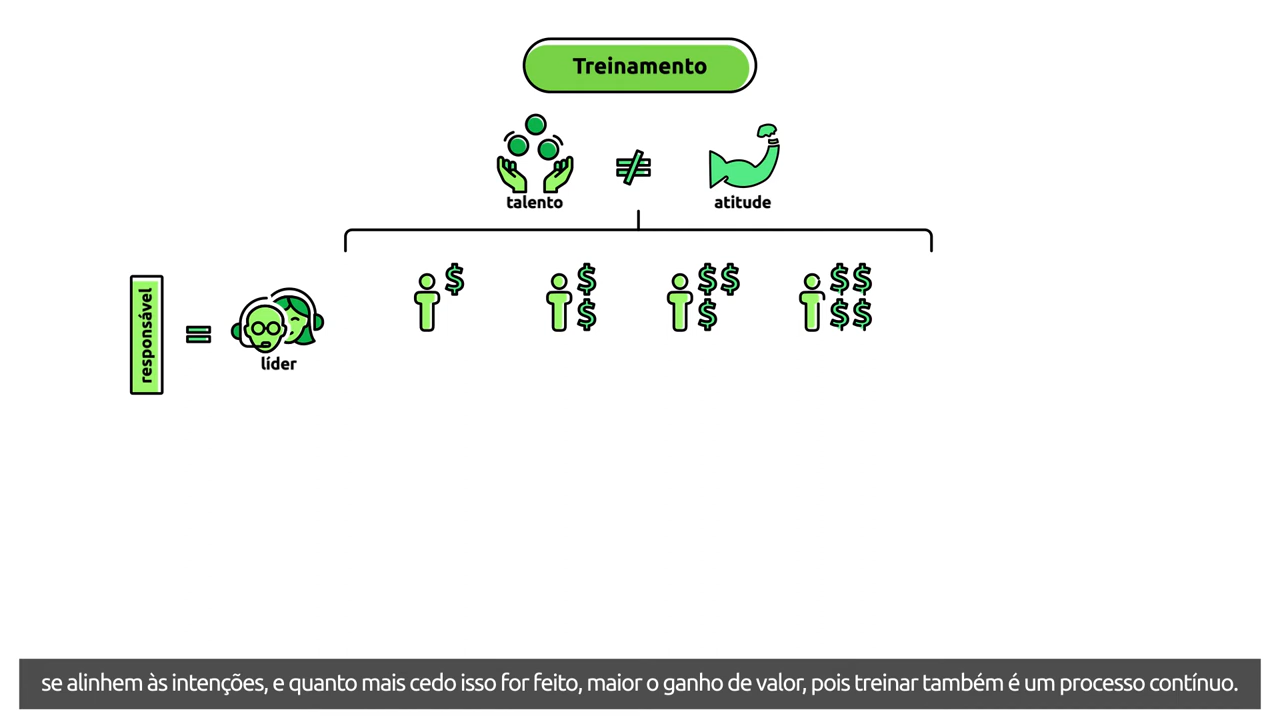 Treinamento
talento ≠ atitude
$ $ $$ $$
$ $ $$
responsável = líder
se alinhem às intenções, e quanto mais cedo isso for feito, maior o ganho de valor, pois treinar também é um processo contínuo.